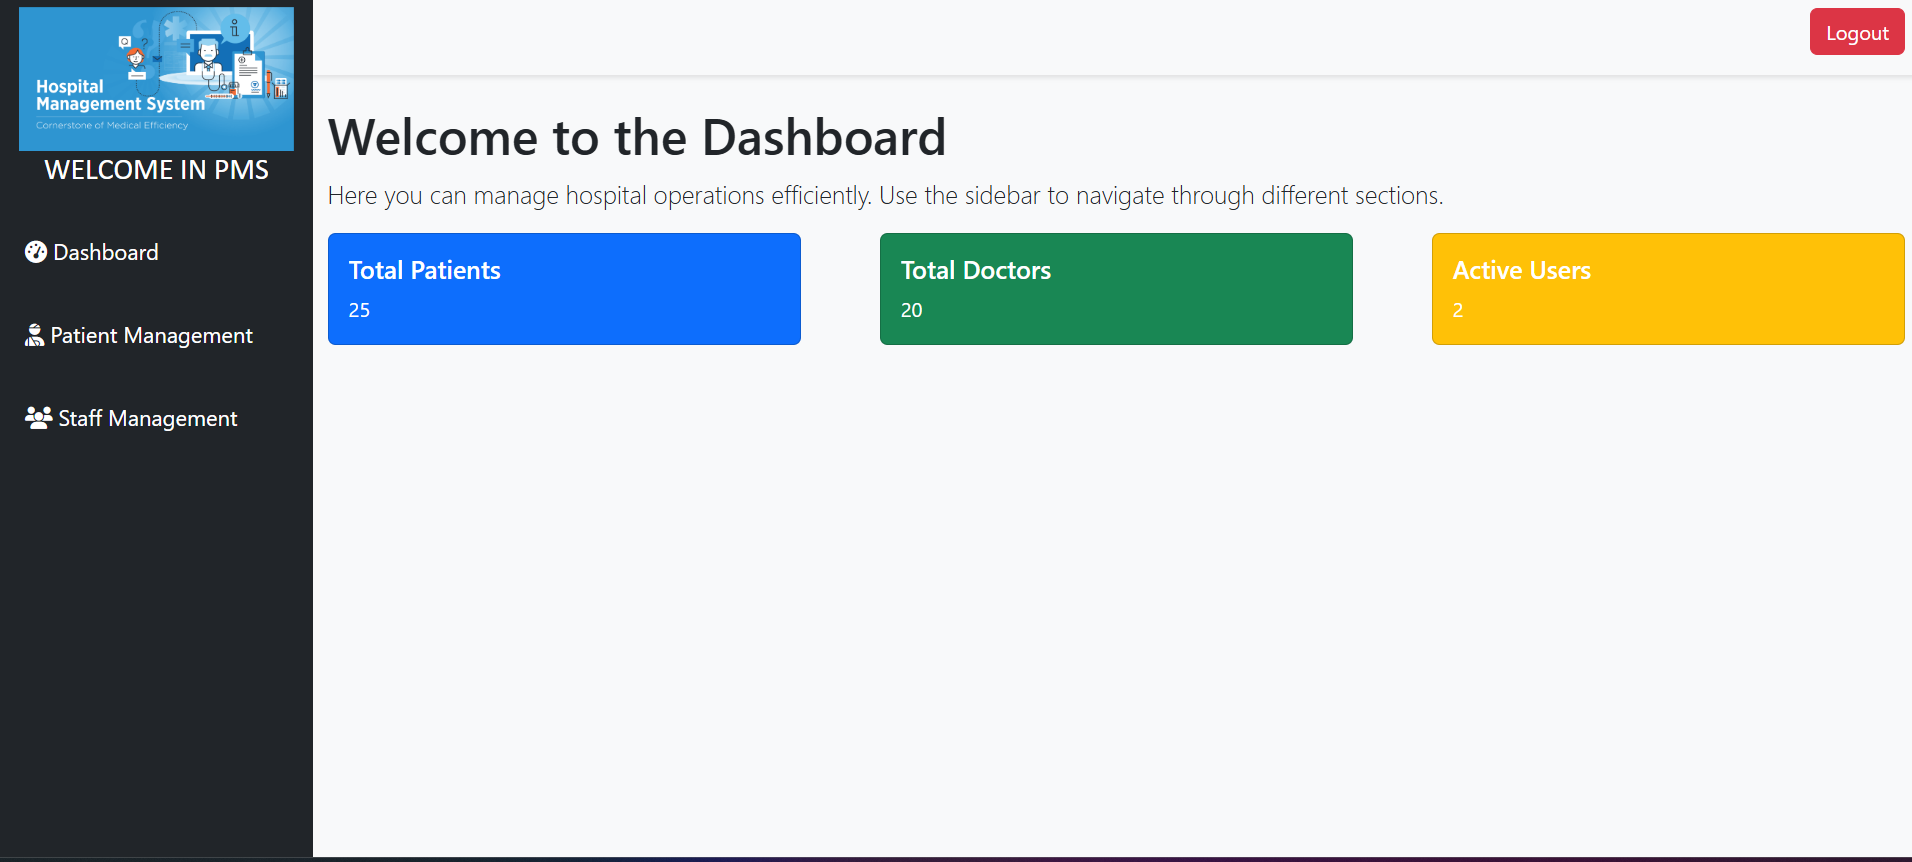 Hospital
Management System
Cornerstone of Medical Efficiency
WELCOME IN PMS
Dashboard
Patient Management
Staff Management
Logout
Welcome to the Dashboard
Here you can manage hospital operations efficiently. Use the sidebar to navigate through different sections.
Total Patients
25
Total Doctors
20
Active Users
2